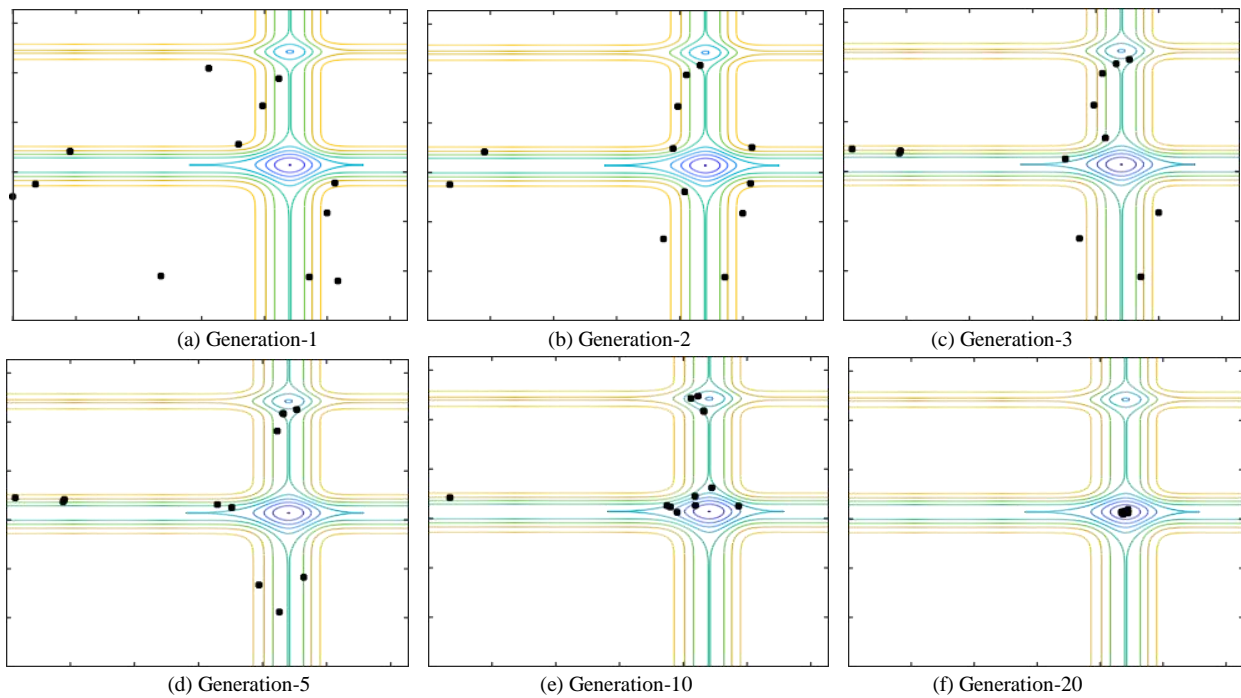 (a) Generation-1
(b) Generation-2
(c) Generation-3
(d) Generation-5
(e) Generation-10
(f) Generation-20